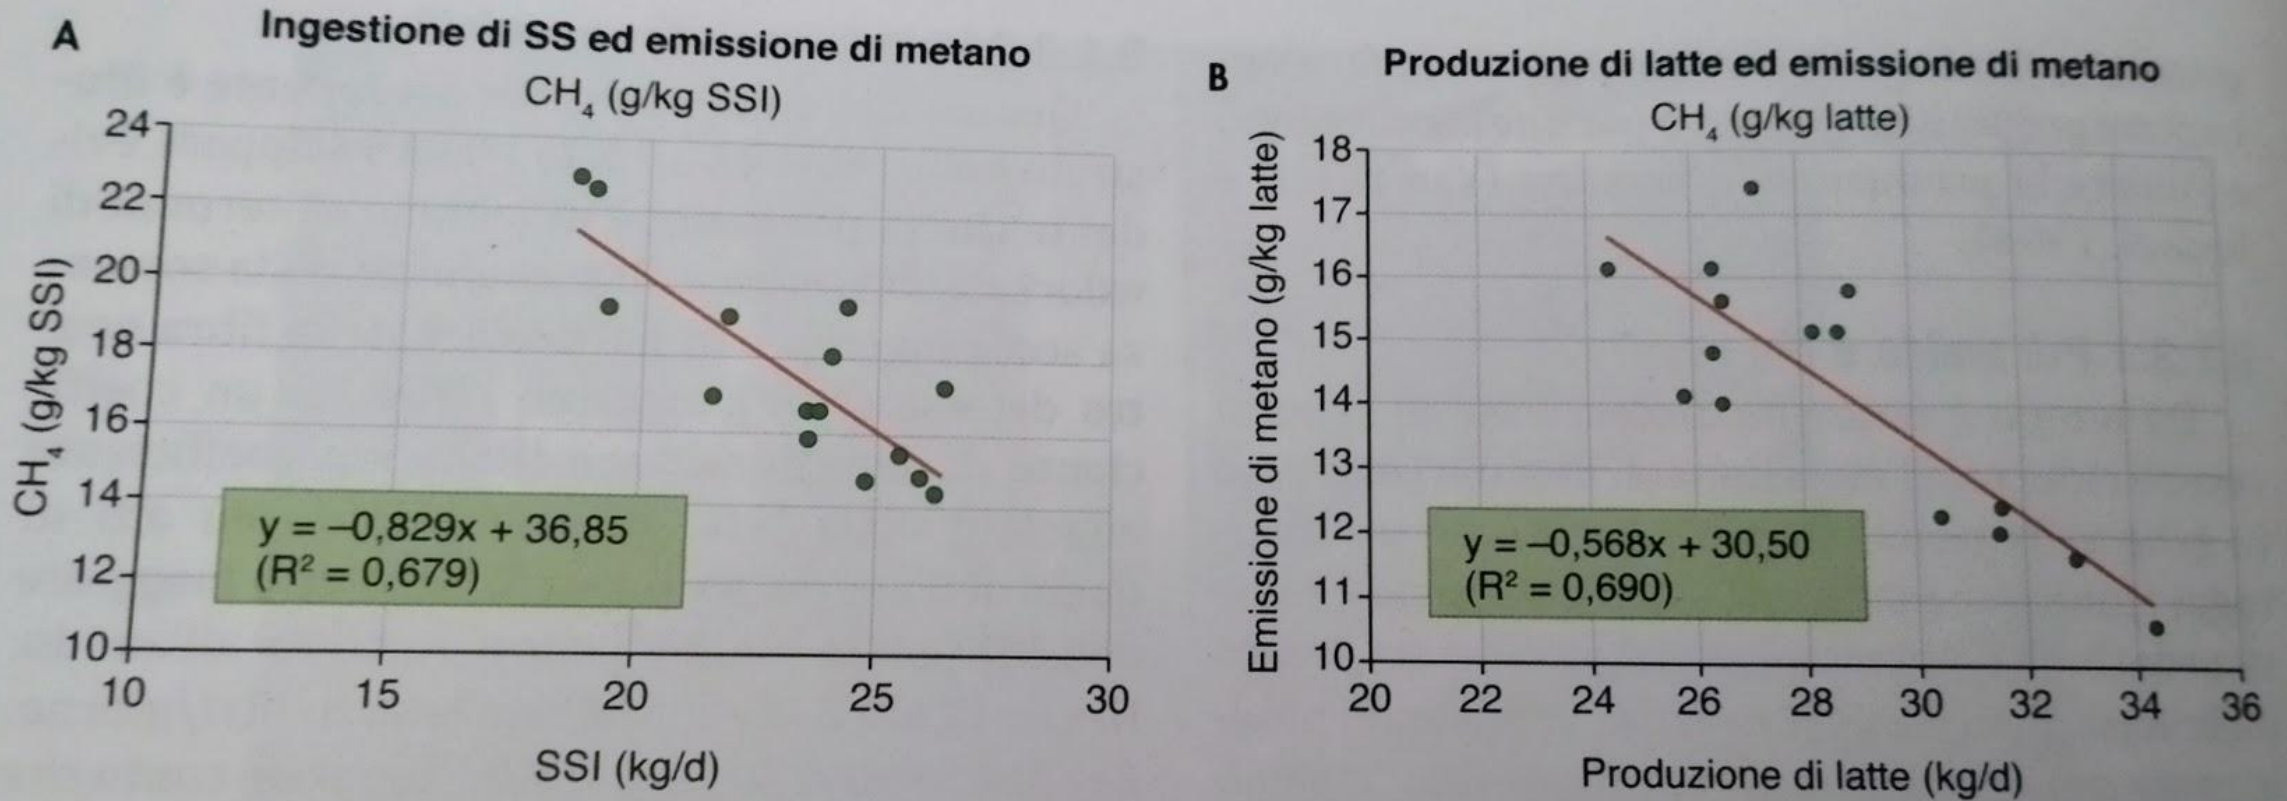 A
Ingestione di SS ed emissione di metano
CH₄ (g/kg SSI)
CH₄ (g/kg SSI)
24
22
20
18
16
14
12
10
y = –0,829x + 36,85
(R² = 0,679)
10 15 20 25 30
SSI (kg/d)
B
Produzione di latte ed emissione di metano
CH₄ (g/kg latte)
Emissione di metano (g/kg latte)
18
17
16
15
14
13
12
11
10
y = –0,568x + 30,50
(R² = 0,690)
20 22 24 26 28 30 32 34 36
Produzione di latte (kg/d)